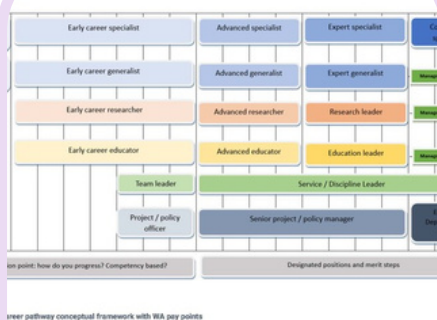 Early career specialist
Advanced specialist
Expert specialist
Early career generalist
Advanced generalist
Expert generalist
Early career researcher
Advanced researcher
Research leader
Early career educator
Advanced educator
Education leader
Team leader
Service / Discipline Leader
Project / policy
officer
Senior project / policy manager
on point: how do you progress? Competency based?
Designated positions and merit steps
areer pathway conceptual framework with WA pay points